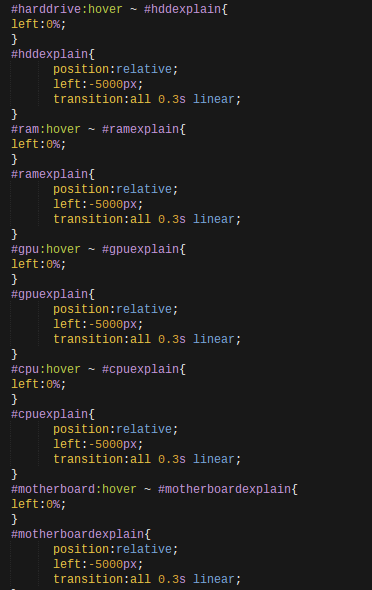 #harddrive:hover ~ #hddexplain{
left:0%;
}
#hddexplain{
position:relative;
left:-5000px;
transition:all 0.3s linear;
}
#ram:hover ~ #ramexplain{
left:0%;
}
#ramexplain{
position:relative;
left:-5000px;
transition:all 0.3s linear;
}
#gpu:hover ~ #gpuexplain{
left:0%;
}
#gpuexplain{
position:relative;
left:-5000px;
transition:all 0.3s linear;
}
#cpu:hover ~ #cpuexplain{
left:0%;
}
#cpuexplain{
position:relative;
left:-5000px;
transition:all 0.3s linear;
}
#motherboard:hover ~ #motherboardexplain{
left:0%;
}
#motherboardexplain{
position:relative;
left:-5000px;
transition:all 0.3s linear;